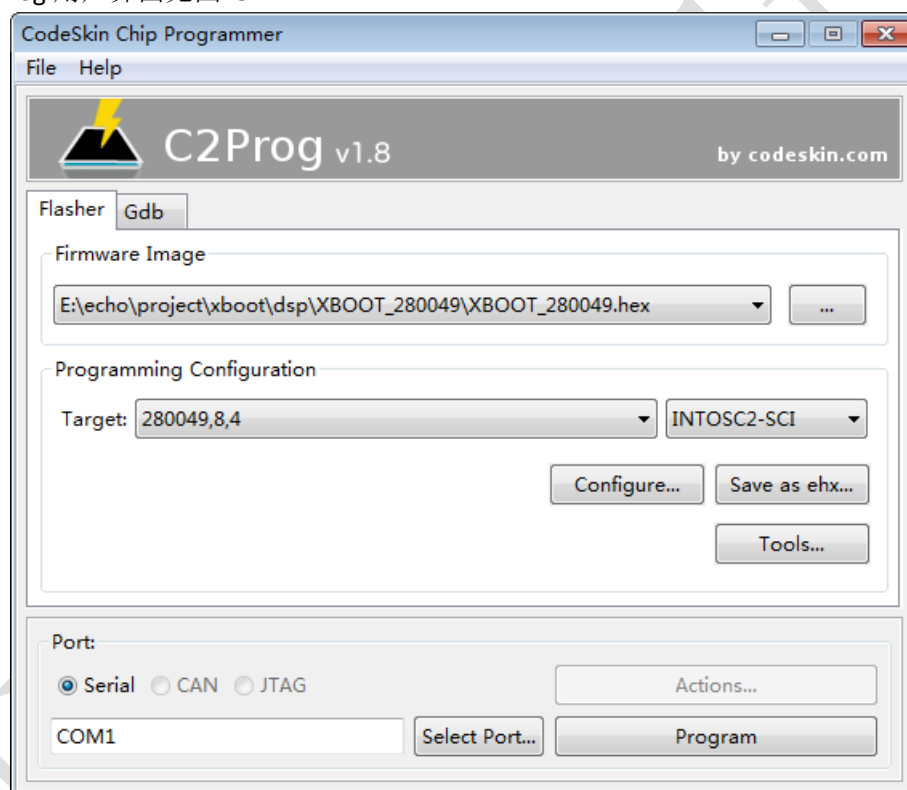 CodeSkin Chip Programmer
File Help
C2Prog v1.8
by codeskin.com
Flasher Gdb
Firmware Image
E:\echo\project\xboot\dsp\XBOOT_280049\XBOOT_280049.hex ...
Programming Configuration
Target: 280049,8,4 INTOSC2-SCI
Configure... Save as ehx...
Tools...
Port:
Serial CAN JTAG Actions...
COM1 Select Port... Program